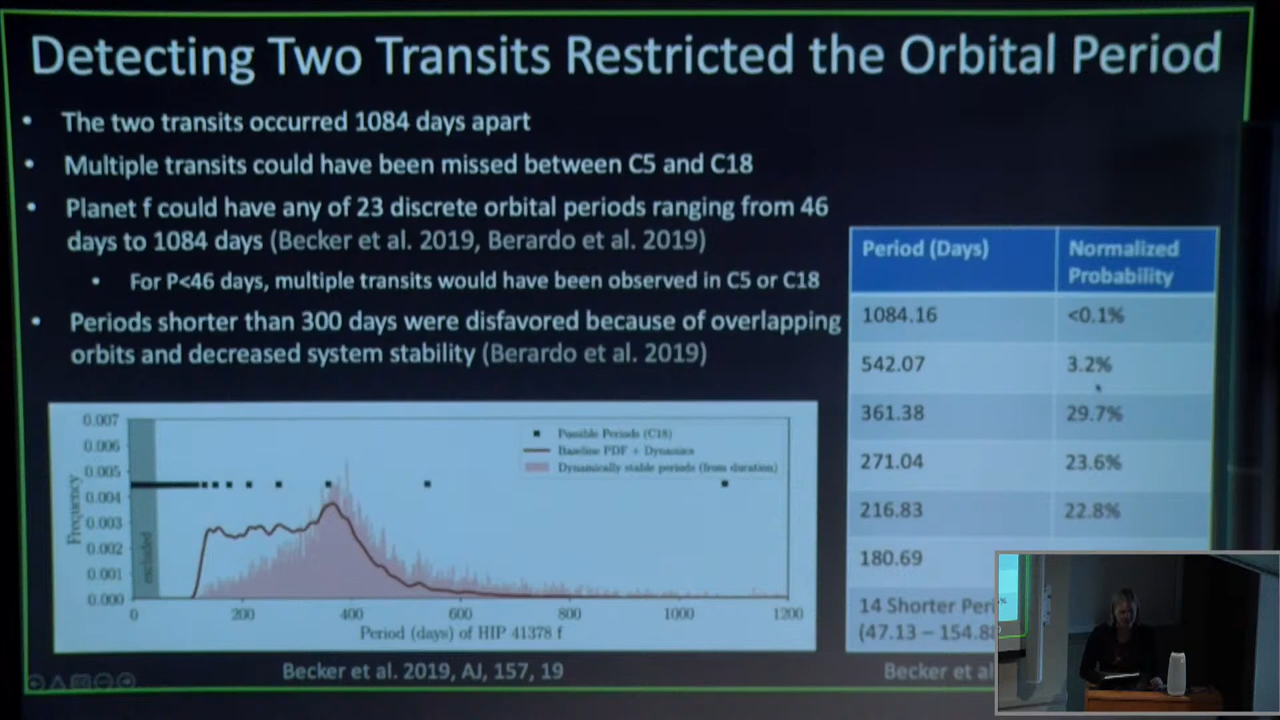 Detecting Two Transits Restricted the Orbital Period
• The two transits occurred 1084 days apart
• Multiple transits could have been missed between C5 and C18
• Planet f could have any of 23 discrete orbital periods ranging from 46
days to 1084 days (Becker et al. 2019, Berardo et al. 2019)
• For P<46 days, multiple transits would have been observed in C5 or C18
• Periods shorter than 300 days were disfavored because of overlapping
orbits and decreased system stability (Berardo et al. 2019)
Period (Days) Normalized
Probability
1084.16 <0.1%
542.07 3.2%
361.38 29.7%
271.04 23.6%
216.83 22.8%
180.69
14 Shorter
(47.13 –
Becker et al
0.007
0.006
0.005
0.004
0.003
0.002
0.001
0.000
Frequency
excluded
Possible Periods (C18)
Baseline PDF + Dynamics
Dynamically stable periods (from duration)
0 200 400 600 800 1000 1200
Period (days) of HIP 41378 f
Becker et al. 2019, AJ, 157, 19